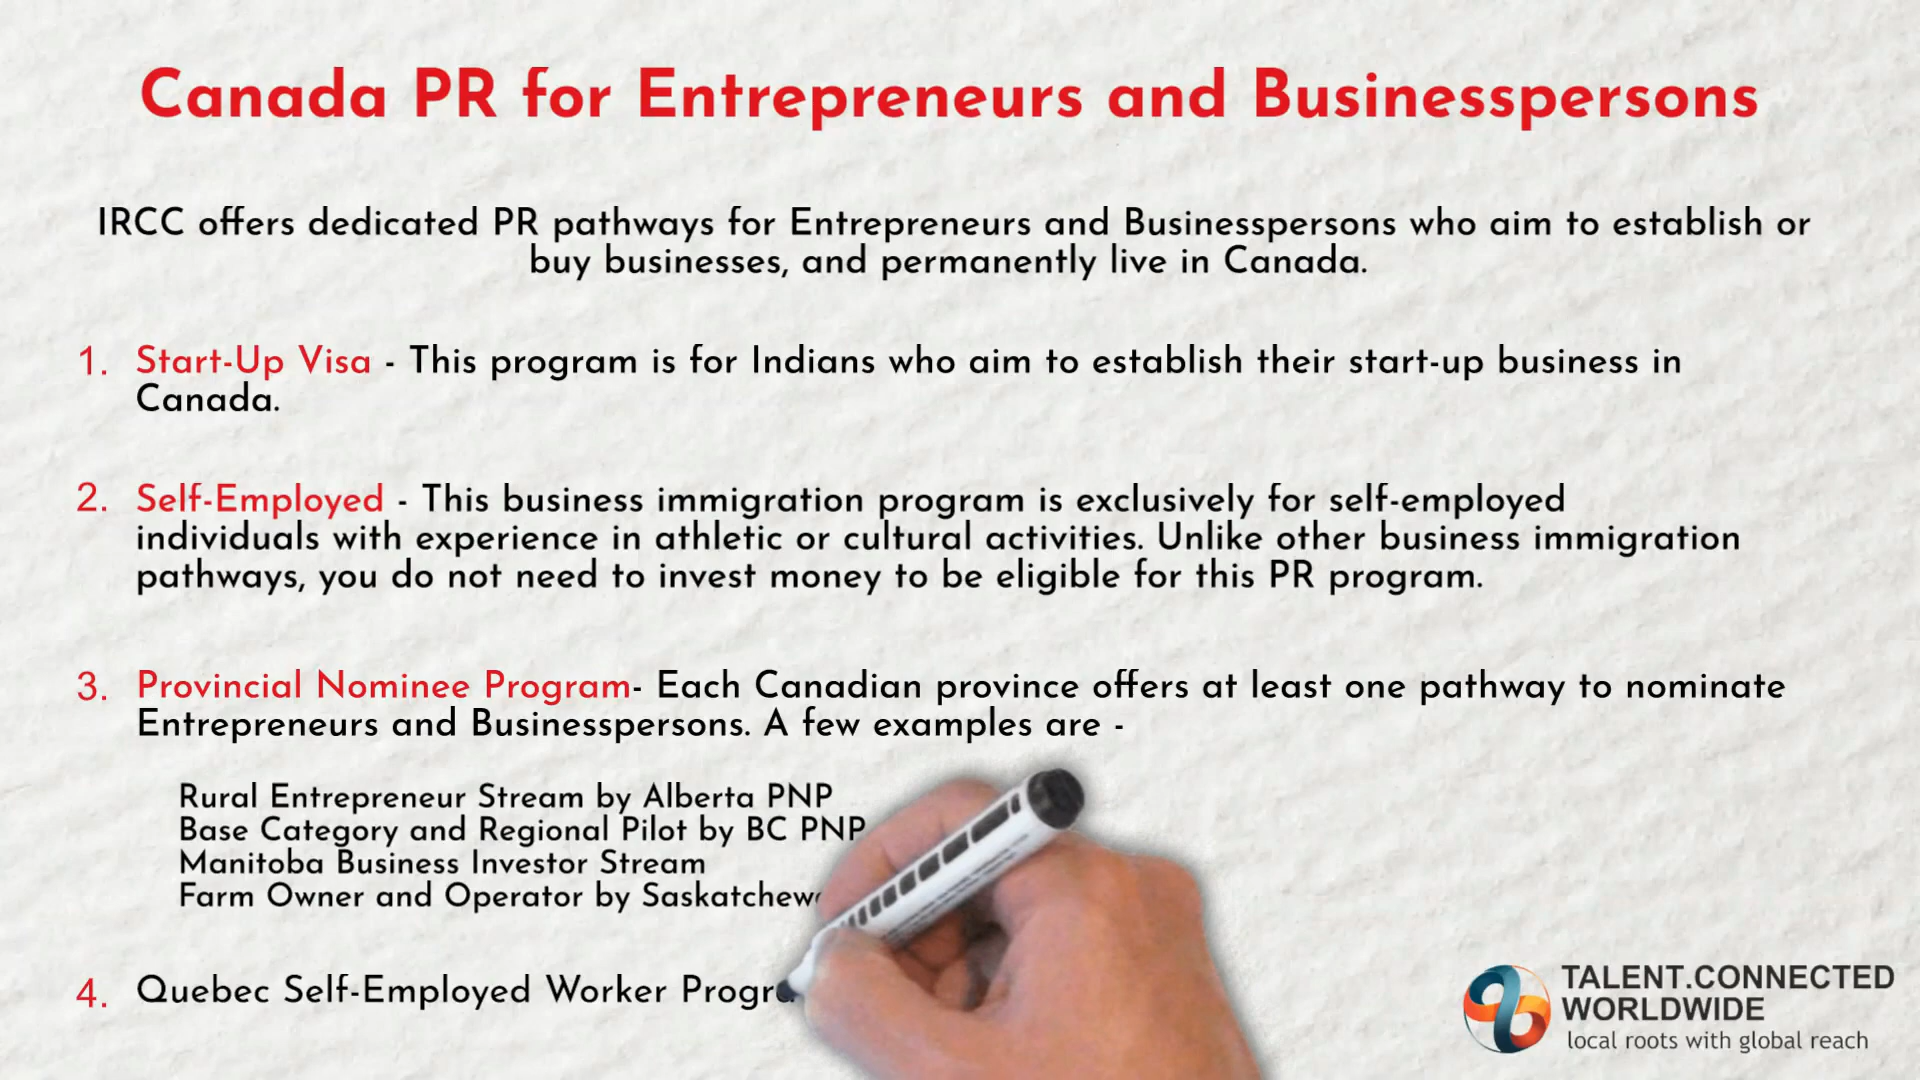 Canada PR for Entrepreneurs and Businesspersons
IRCC offers dedicated PR pathways for Entrepreneurs and Businesspersons who aim to establish or
buy businesses, and permanently live in Canada.
1. Start-Up Visa - This program is for Indians who aim to establish their start-up business in
Canada.
2. Self-Employed - This business immigration program is exclusively for self-employed
individuals with experience in athletic or cultural activities. Unlike other business immigration
pathways, you do not need to invest money to be eligible for this PR program.
3. Provincial Nominee Program- Each Canadian province offers at least one pathway to nominate
Entrepreneurs and Businesspersons. A few examples are -
Rural Entrepreneur Stream by Alberta PNP
Base Category and Regional Pilot by BC PNP
Manitoba Business Investor Stream
Farm Owner and Operator by
4. Quebec Self-Employed Worker
TALENT.CONNECTED
WORLDWIDE
local roots with global reach